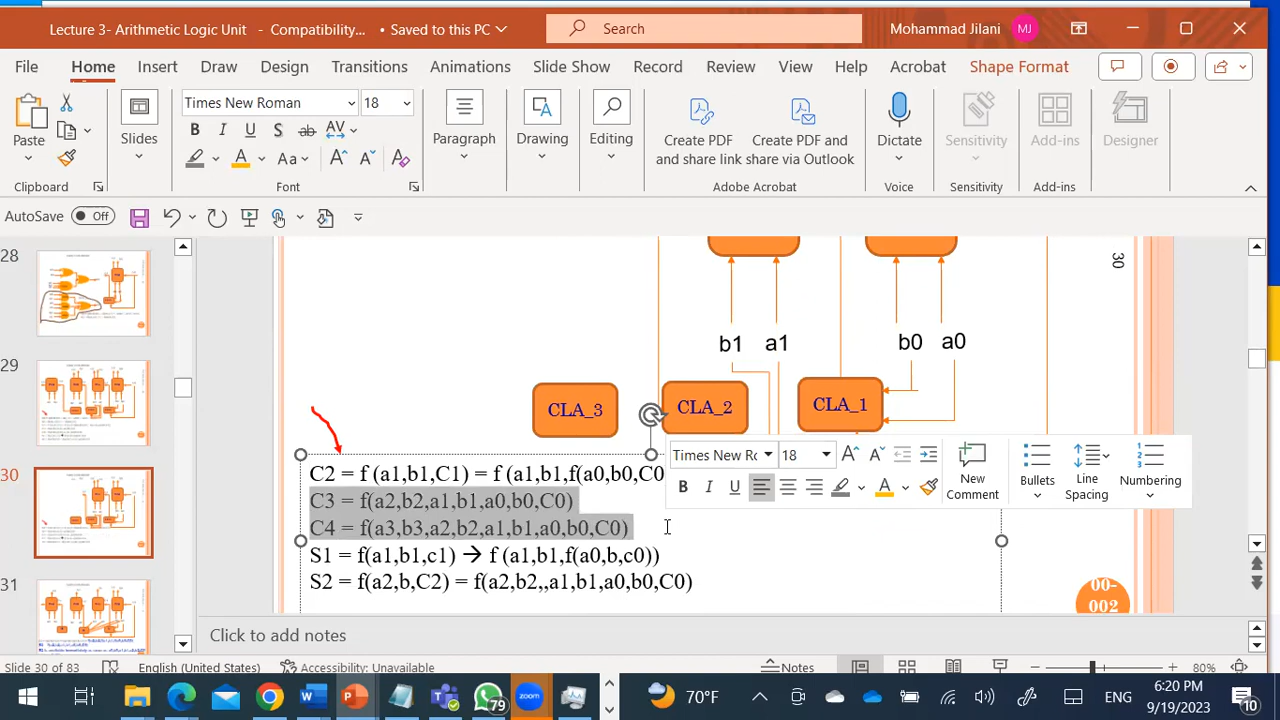 Lecture 3- Arithmetic Logic Unit - Compatibility... • Saved to this PC
Search
Mohammad Jilani MJ
File Home Insert Draw Design Transitions Animations Slide Show Record Review View Help Acrobat Shape Format
Times New Roman 18
Paste Slides
B I U S ab AV
Aa A A
Paragraph Drawing Editing
Create PDF and share link
Create PDF and share via Outlook
Dictate Sensitivity Add-ins Designer
Clipboard Font Adobe Acrobat Voice Sensitivity Add-ins
AutoSave Off
28
29
30
31
30
b1 a1 b0 a0
CLA_3 CLA_2 CLA_1
C2 = f (a1,b1,C1) = f (a1,b1,f(a0,b0,C0
C3 = f(a2,b2,a1,b1,a0,b0,C0)
C4 = f(a3,b3,a2,b2,a1,b1,a0,b0,C0)
S1 = f(a1,b1,c1) → f (a1,b1,f(a0,b,c0))
S2 = f(a2,b,C2) = f(a2,b2,,a1,b1,a0,b0,C0)
Times New Rc 18 A A
B I U A
New Comment
Bullets
Line Spacing
Numbering
00-002
Click to add notes
Slide 30 of 83 English (United States) Accessibility: Unavailable Notes 80%
79 zoom 70°F ENG
6:20 PM
9/19/2023
10